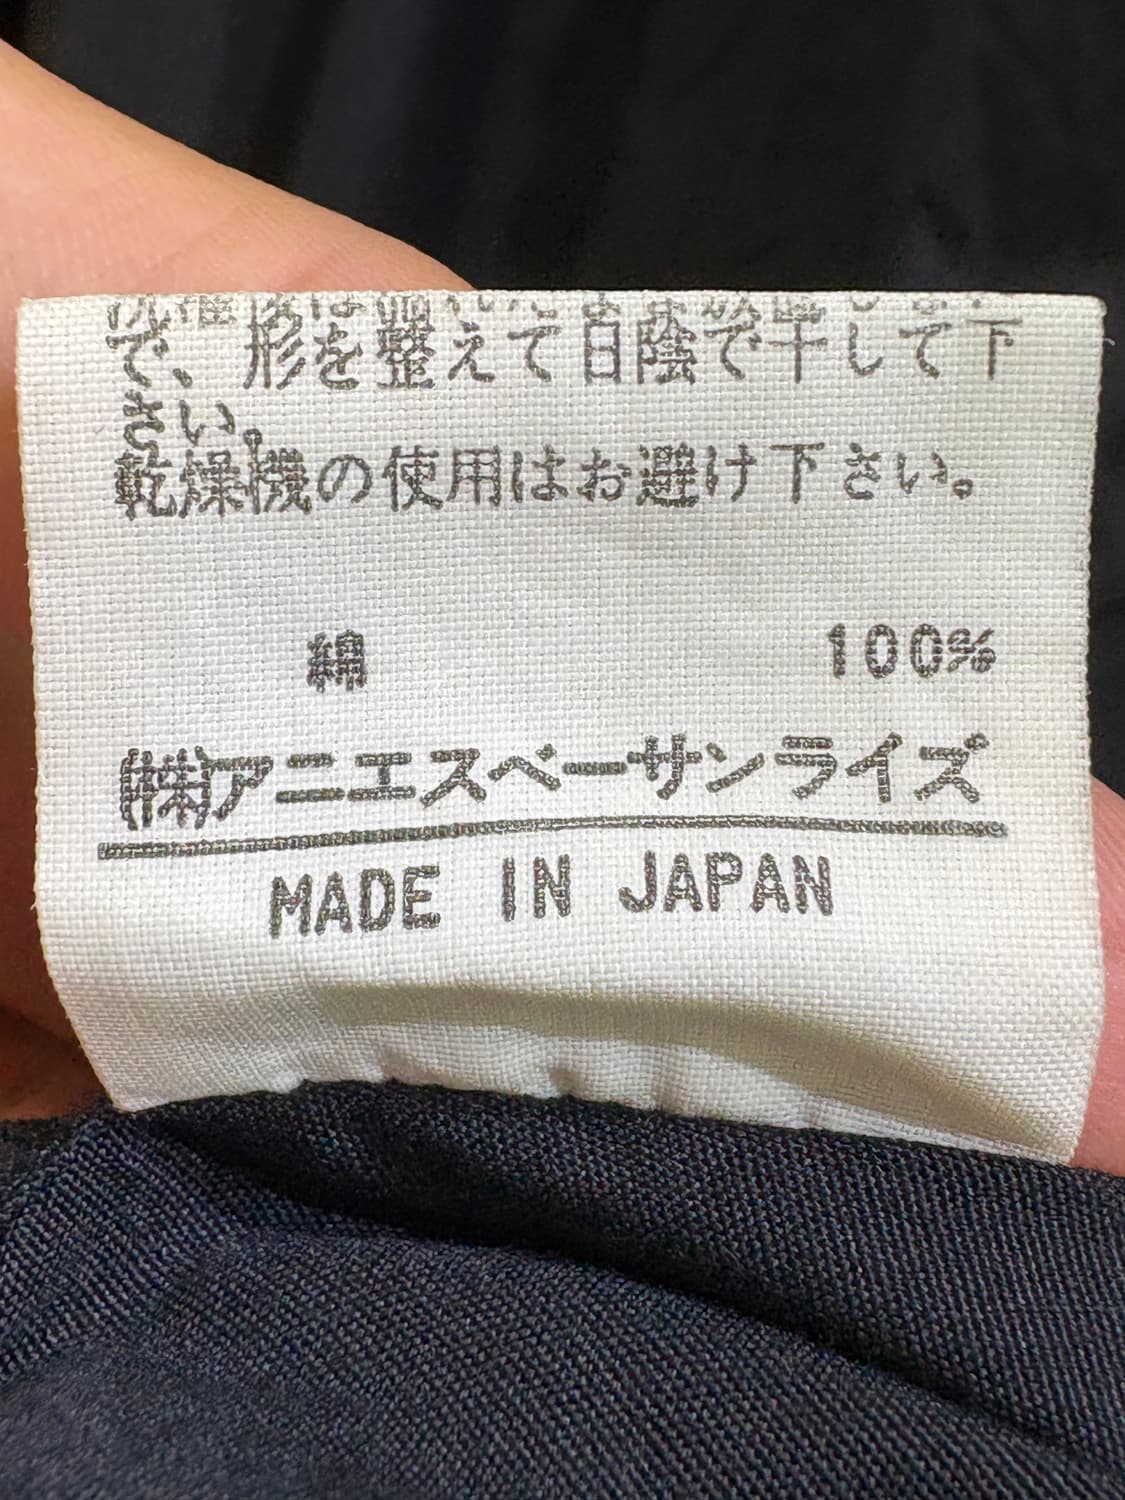 で、形を整えて日陰で干して下
さい。
乾燥機の使用はお避け下さい。
綿 100%
㈱アニエスベーサンライズ
MADE IN JAPAN